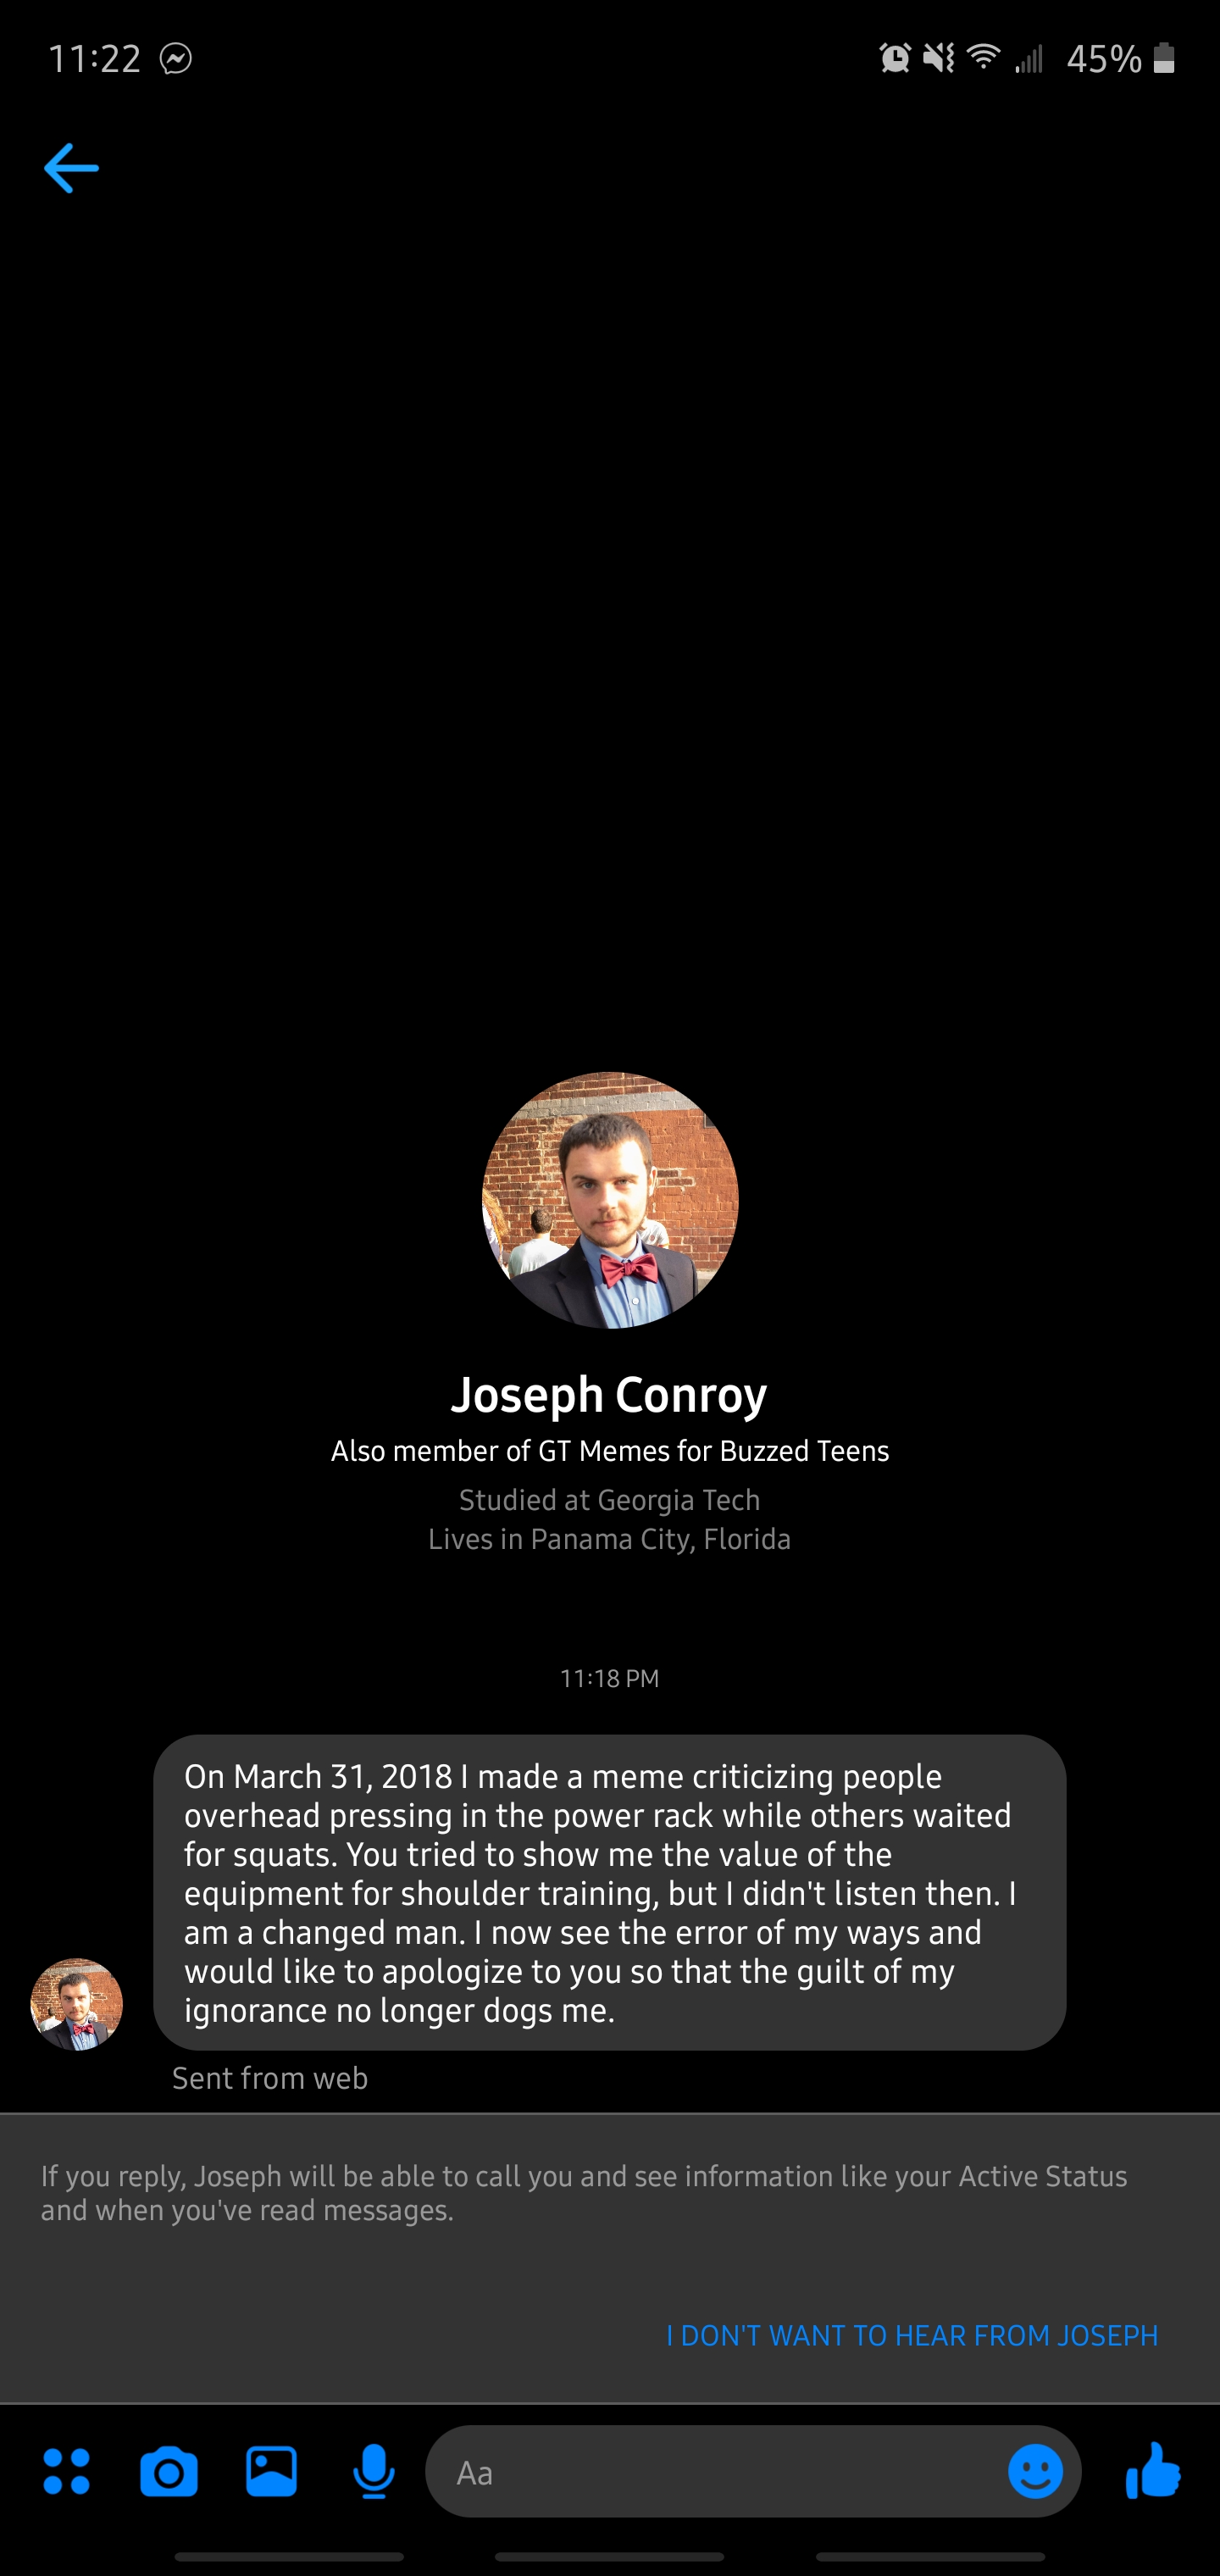 11:22
45%
Joseph Conroy
Also member of GT Memes for Buzzed Teens
Studied at Georgia Tech
Lives in Panama City, Florida
11:18 PM
On March 31, 2018 I made a meme criticizing people
overhead pressing in the power rack while others waited
for squats. You tried to show me the value of the
equipment for shoulder training, but I didn't listen then. I
am a changed man. I now see the error of my ways and
would like to apologize to you so that the guilt of my
ignorance no longer dogs me.
Sent from web
If you reply, Joseph will be able to call you and see information like your Active Status
and when you've read messages.
I DON'T WANT TO HEAR FROM JOSEPH
Aa